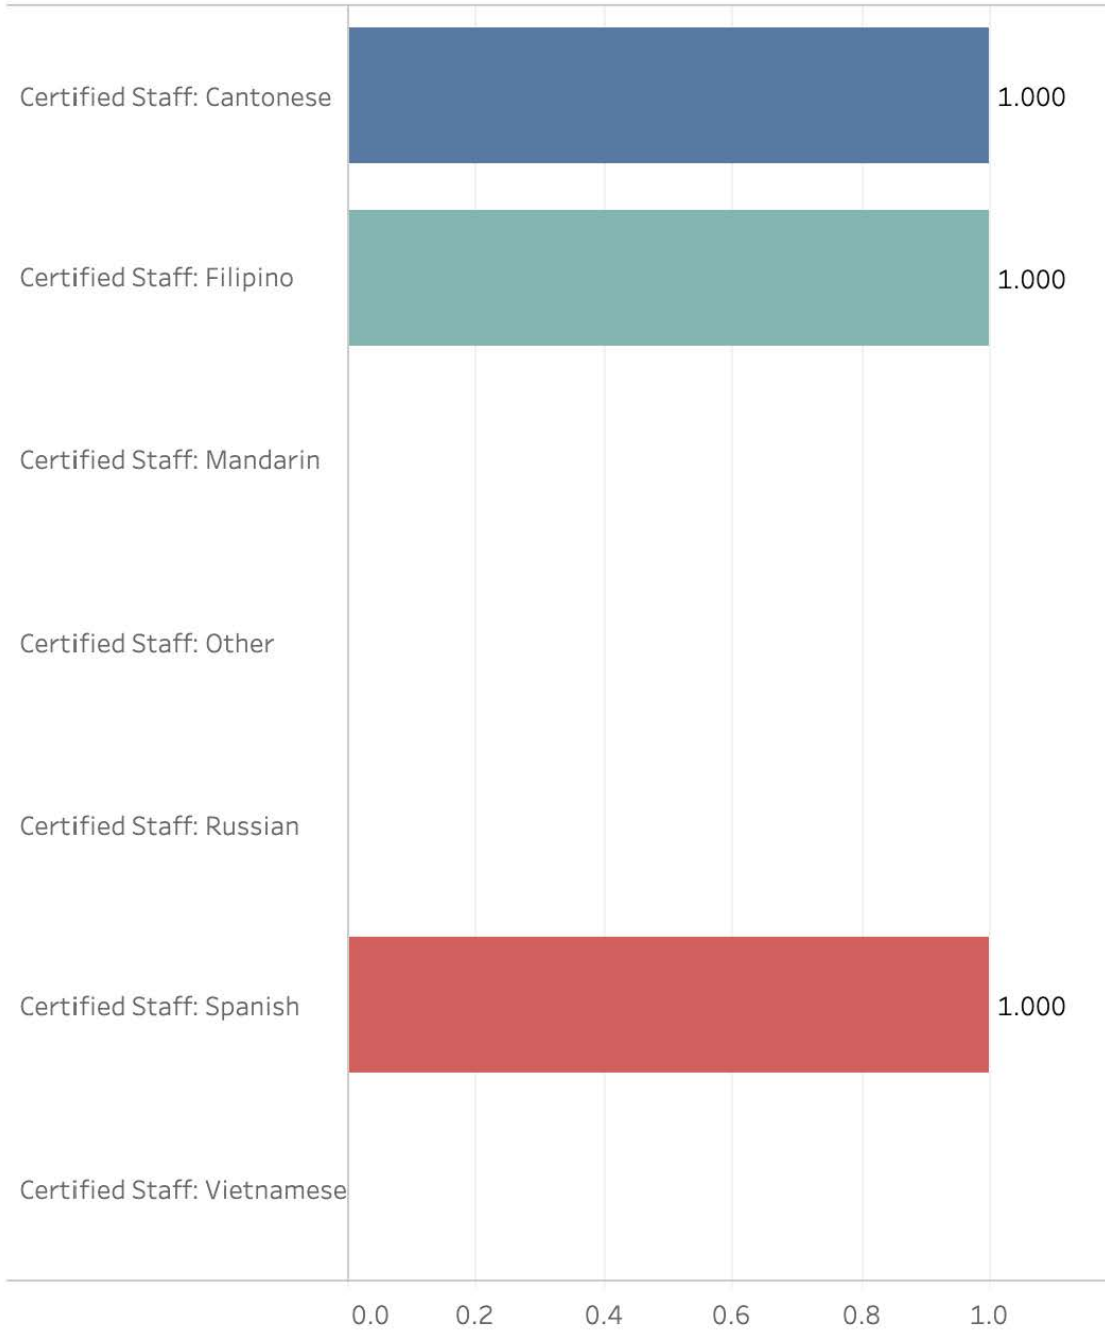 Certified Staff: Cantonese 1.000
Certified Staff: Filipino 1.000
Certified Staff: Mandarin
Certified Staff: Other
Certified Staff: Russian
Certified Staff: Spanish 1.000
Certified Staff: Vietnamese
0.0 0.2 0.4 0.6 0.8 1.0